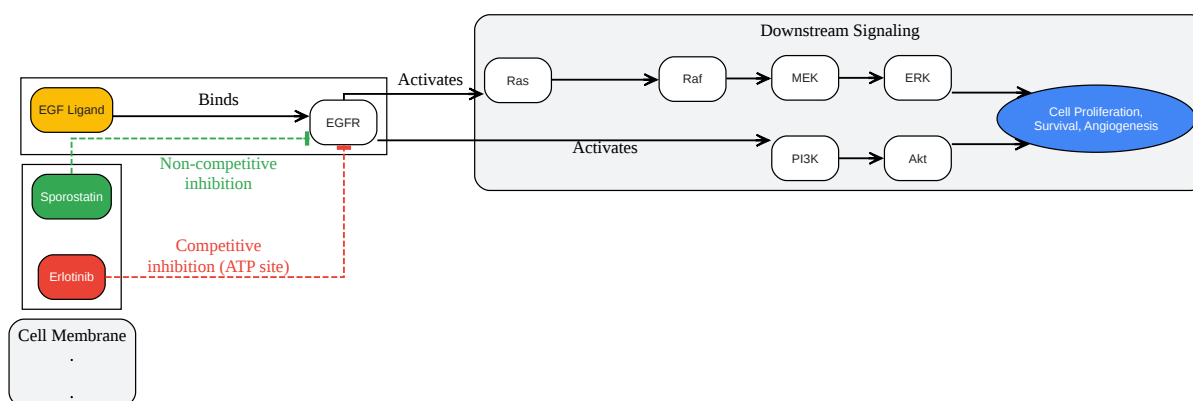 Downstream Signaling
Activates
Ras
Raf
MEK
ERK
EGF Ligand
Binds
EGFR
Cell Proliferation,
Survival, Angiogenesis
Activates
PI3K
Akt
Non-competitive
inhibition
Sporostatin
Competitive
inhibition (ATP site)
Erlotinib
Cell Membrane
.
.